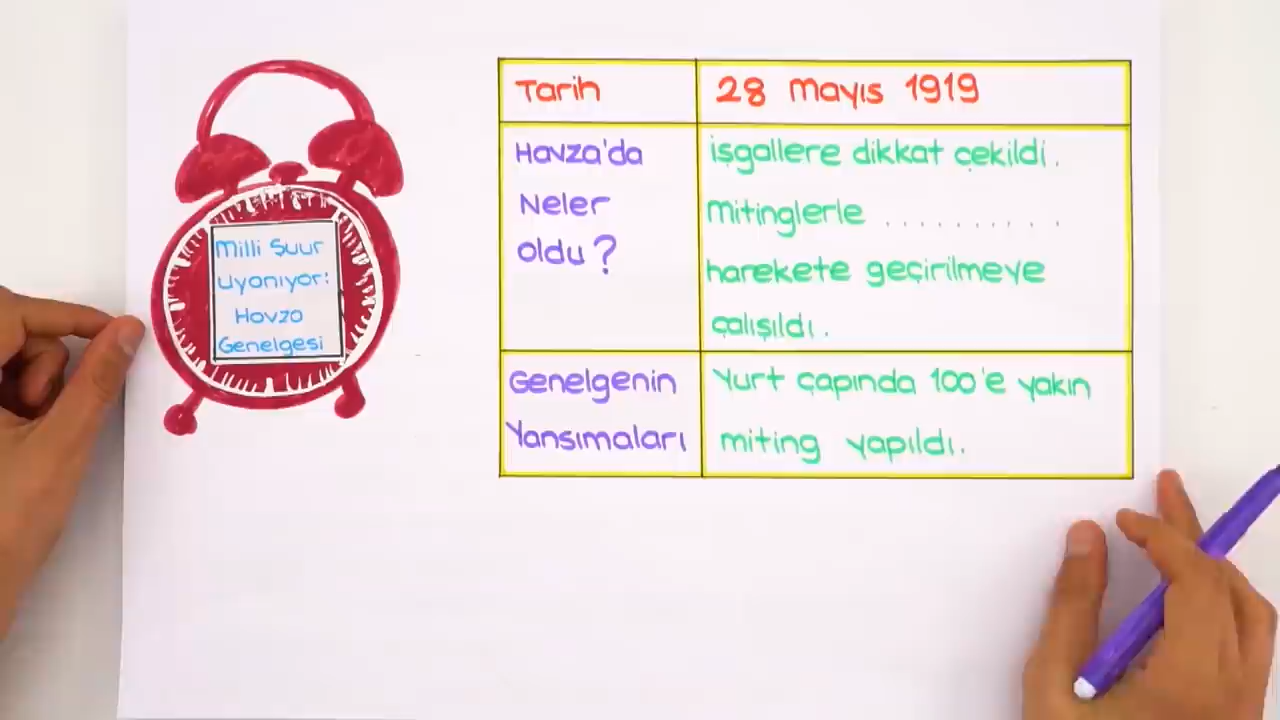 Milli Şuur
Uyanıyor:
Havza
Genelgesi
Tarih
28 Mayıs 1919
Havza'da
Neler
oldu?
işgallere dikkat çekildi.
Mitinglerle ..........
harekete geçirilmeye
çalışıldı.
Genelgenin
Yansımaları
Yurt çapında 100'e yakın
miting yapıldı.